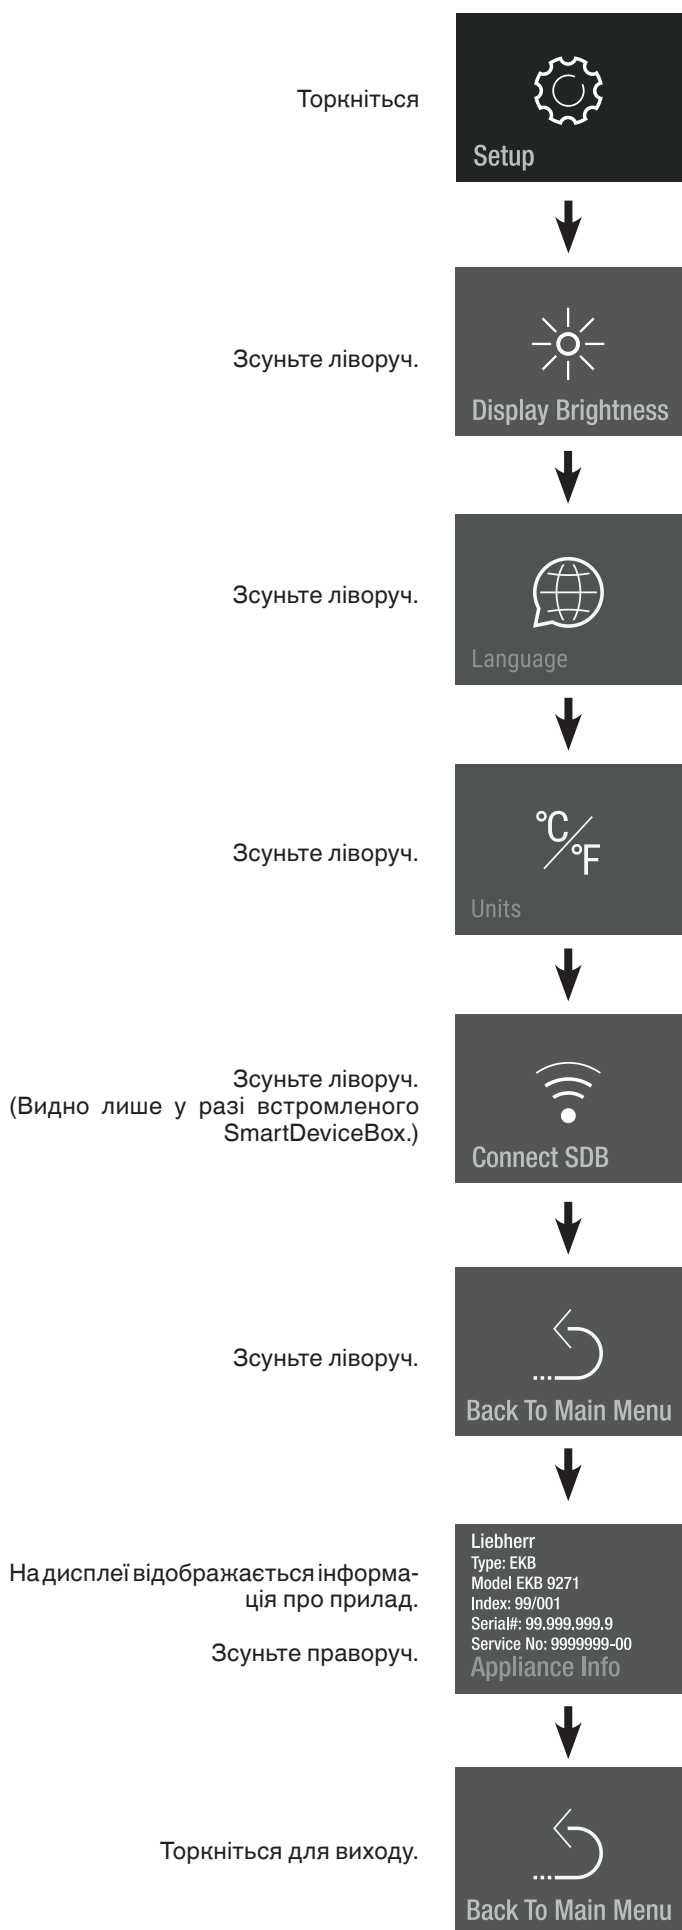 Торкніться
Setup
Зсуньте ліворуч.
Display Brightness
Зсуньте ліворуч.
Language
Зсуньте ліворуч.
°C/°F
Units
Зсуньте ліворуч.
(Видно лише у разі встромленого
SmartDeviceBox.)
Connect SDB
Зсуньте ліворуч.
Back To Main Menu
На дисплеї відображається інформа-
ція про прилад.
Зсуньте праворуч.
Liebherr
Type: EKB
Model EKB 9271
Index: 99/001
Serial#: 99.999.999.9
Service No: 9999999-00
Appliance Info
Торкніться для виходу.
Back To Main Menu